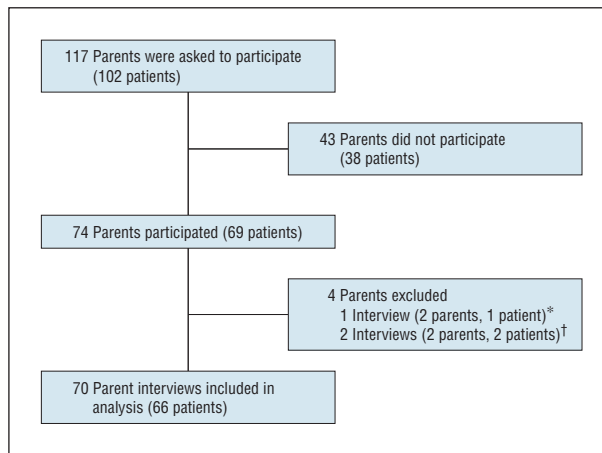 117 Parents were asked to participate
(102 patients)
43 Parents did not participate
(38 patients)
74 Parents participated (69 patients)
4 Parents excluded
1 Interview (2 parents, 1 patient)*
2 Interviews (2 parents, 2 patients)†
70 Parent interviews included in
analysis (66 patients)